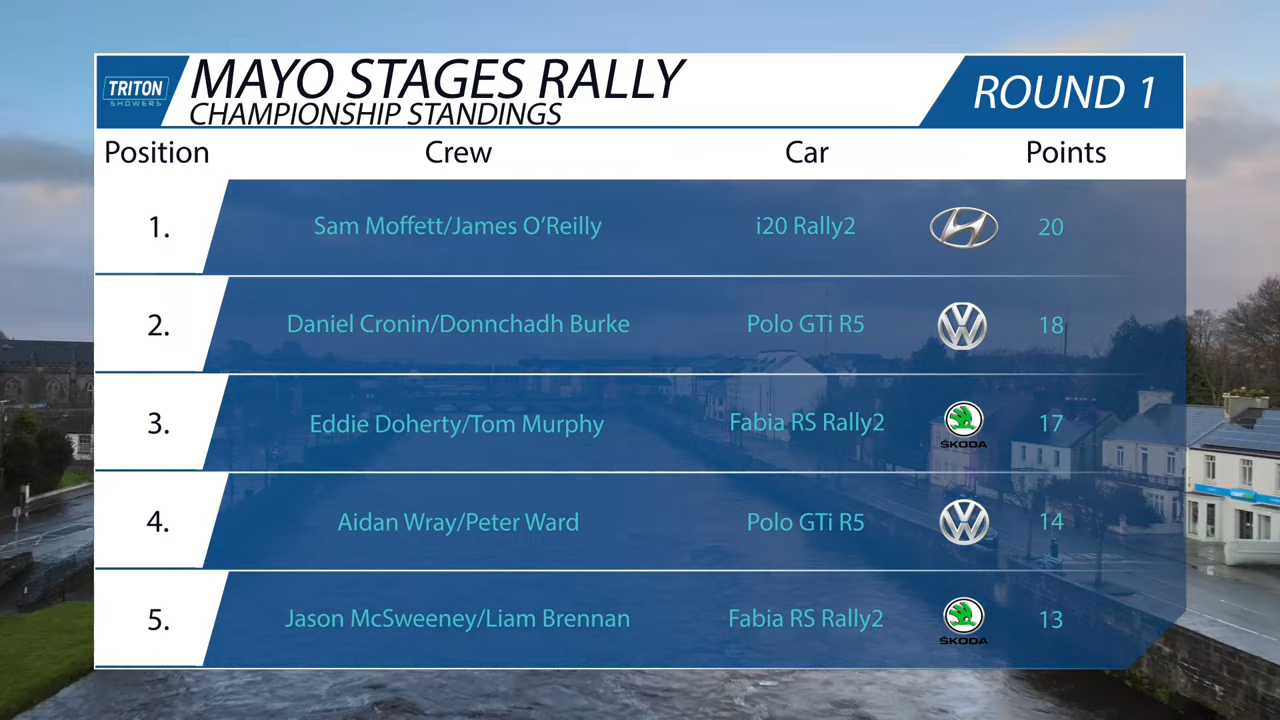 TRITON
SHOWERS
MAYO STAGES RALLY
CHAMPIONSHIP STANDINGS
ROUND 1
Position Crew Car Points
1. Sam Moffett/James O’Reilly i20 Rally2 20
2. Daniel Cronin/Donnchadh Burke Polo GTi R5 18
3. Eddie Doherty/Tom Murphy Fabia RS Rally2 ŠKODA 17
4. Aidan Wray/Peter Ward Polo GTi R5 14
5. Jason McSweeney/Liam Brennan Fabia RS Rally2 ŠKODA 13